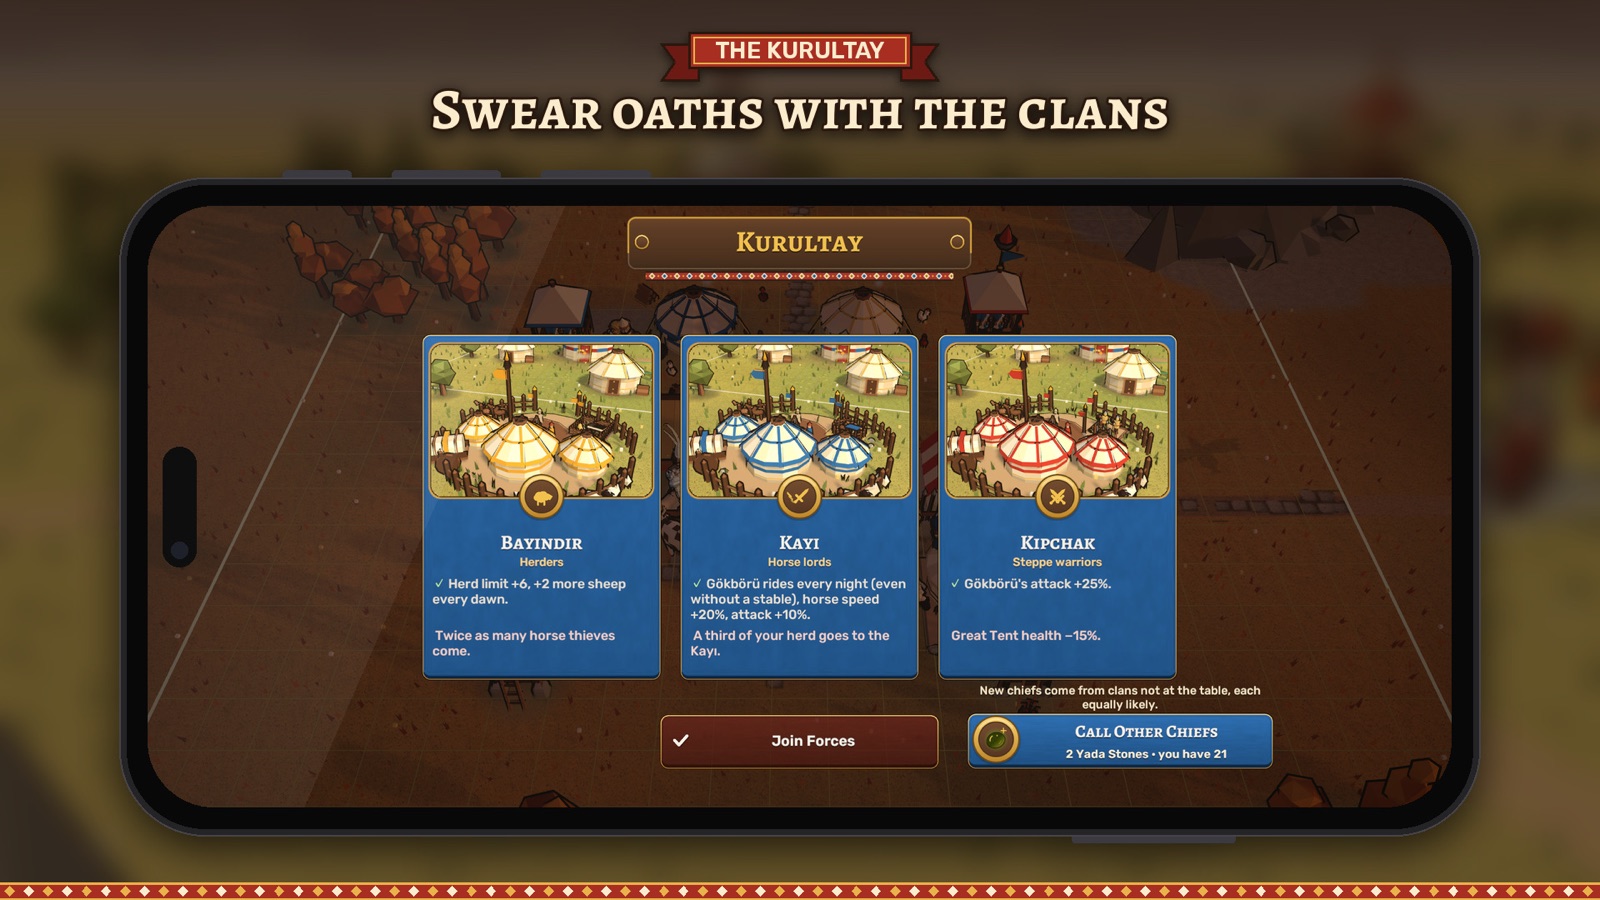 THE KURULTAY
Swear oaths with the clans
Kurultay
Bayindir
Herders
✓ Herd limit +6, +2 more sheep
every dawn.
Twice as many horse thieves
come.
Kayi
Horse lords
✓ Gökbörü rides every night (even
without a stable), horse speed
+20%, attack +10%.
A third of your herd goes to the
Kayı.
Kipchak
Steppe warriors
✓ Gökbörü's attack +25%.
Great Tent health −15%.
New chiefs come from clans not at the table, each
equally likely.
✓ Join Forces
Call Other Chiefs
2 Yada Stones • you have 21